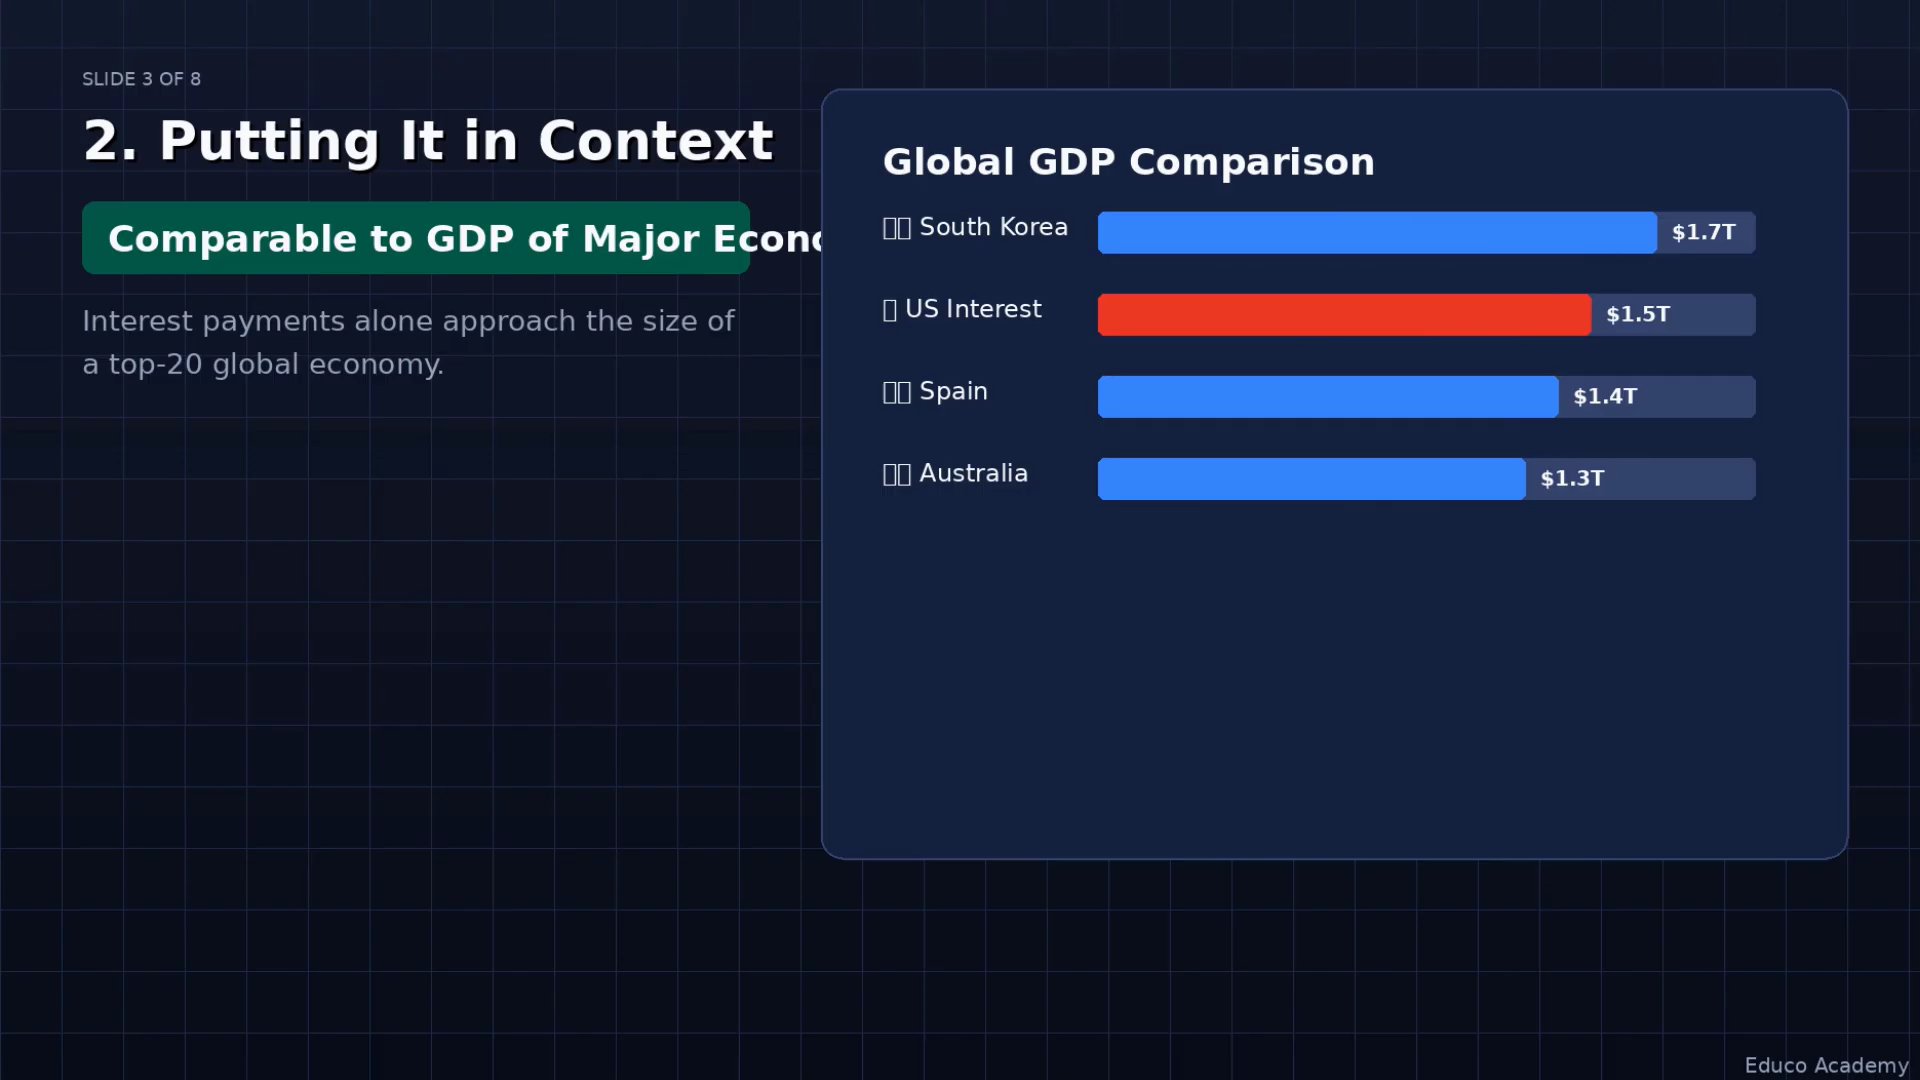 SLIDE 3 OF 8
2. Putting It in Context
Comparable to GDP of Major Econo
Interest payments alone approach the size of
a top-20 global economy.
Global GDP Comparison
South Korea $1.7T
US Interest $1.5T
Spain $1.4T
Australia $1.3T
Educo Academy